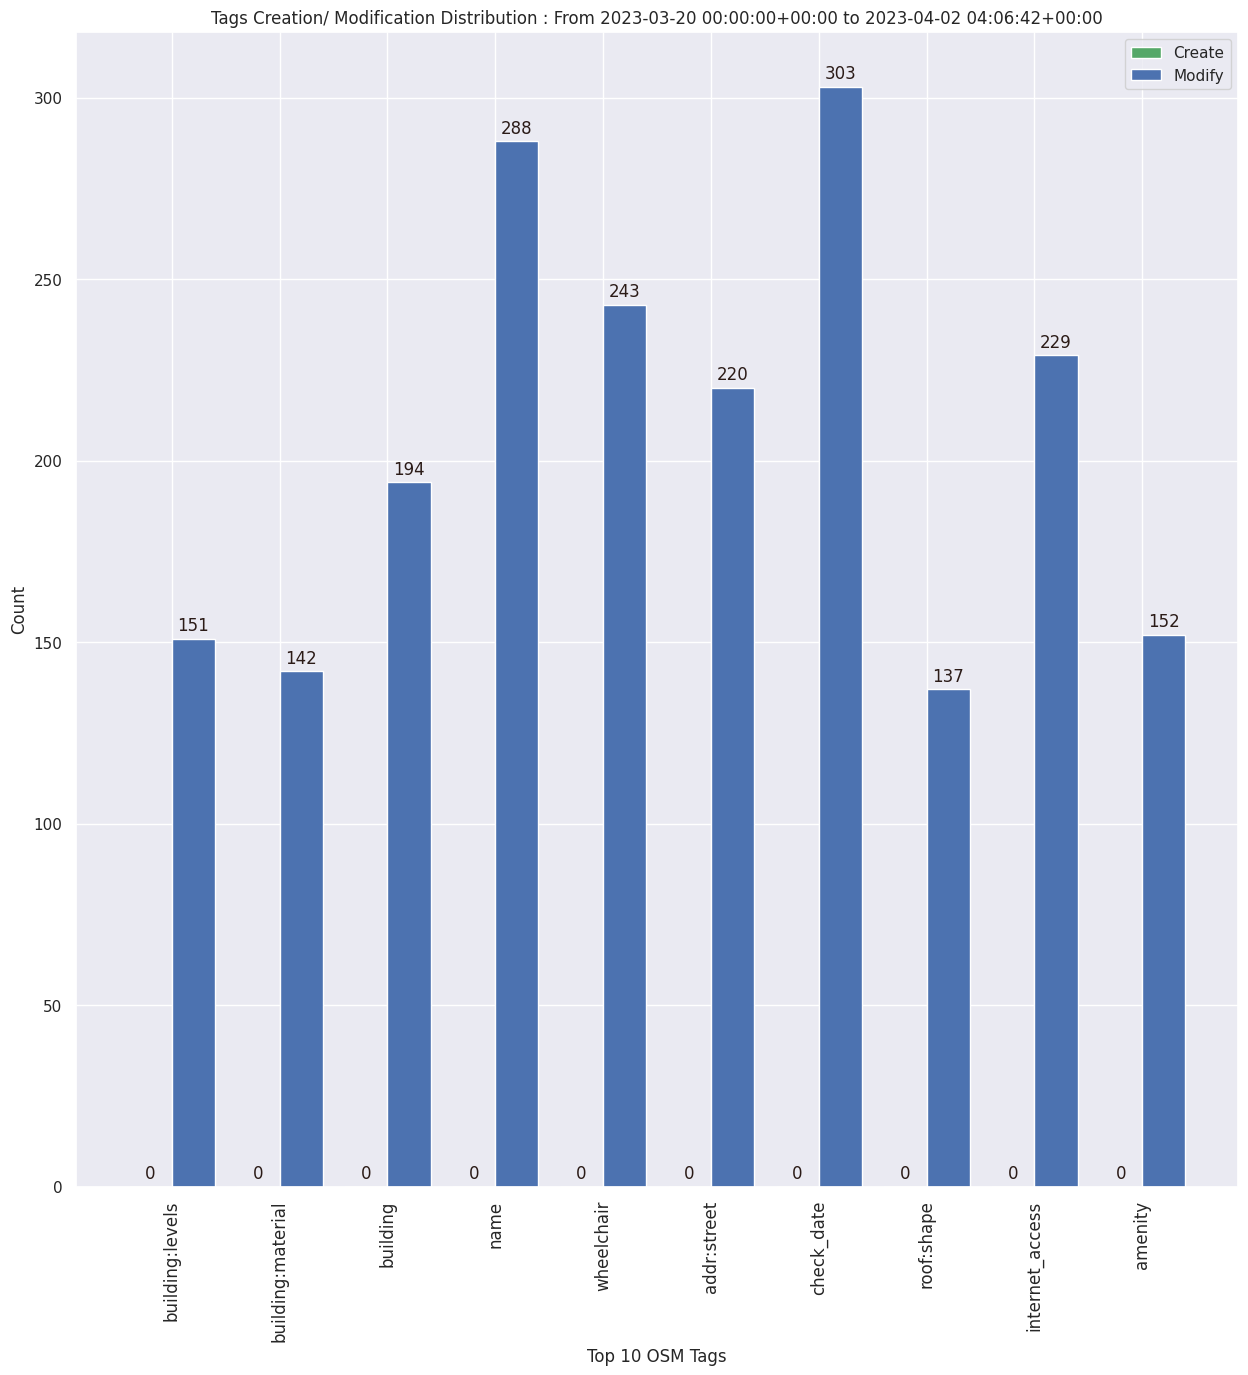 Tags Creation/ Modification Distribution : From 2023-03-20 00:00:00+00:00 to 2023-04-02 04:06:42+00:00
Create
Modify
Count
300
250
200
150
100
50
0
151
142
194
288
243
220
303
137
229
152
0
0
0
0
0
0
0
0
0
0
building:levels
building:material
building
name
wheelchair
addr:street
check_date
roof:shape
internet_access
amenity
Top 10 OSM Tags